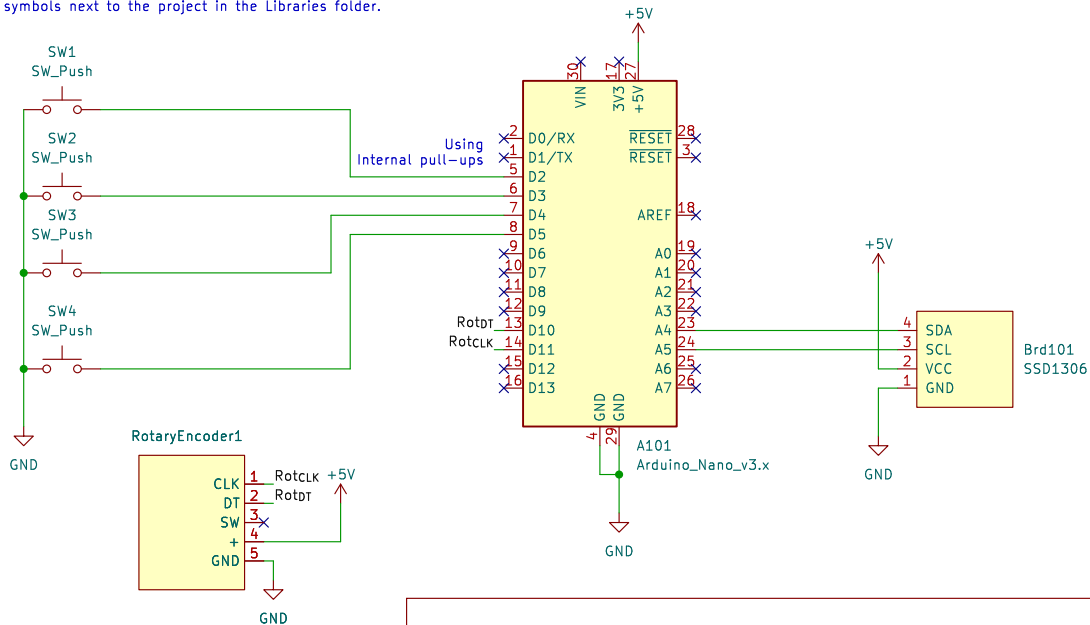 symbols next to the project in the Libraries folder.
+5V
SW1
SW_Push
30
17
27
VIN
3V3
+5V
SW2
SW_Push
Using
Internal pull-ups
2 D0/RX
1 D1/TX
5 D2
6 D3
7 D4
8 D5
9 D6
10 D7
11 D8
12 D9
RotDT 13 D10
RotCLK 14 D11
15 D12
16 D13
RESET 28
RESET 3
AREF 18
A0 19
A1 20
A2 21
A3 22
A4 23
A5 24
A6 25
A7 26
GND
GND
4
29
A101
Arduino_Nano_v3.x
GND
SW3
SW_Push
SW4
SW_Push
GND
+5V
4 SDA
3 SCL
2 VCC
1 GND
Brd101
SSD1306
GND
RotaryEncoder1
CLK 1 RotCLK
DT 2 RotDT
SW 3
+ 4
GND 5
+5V
GND